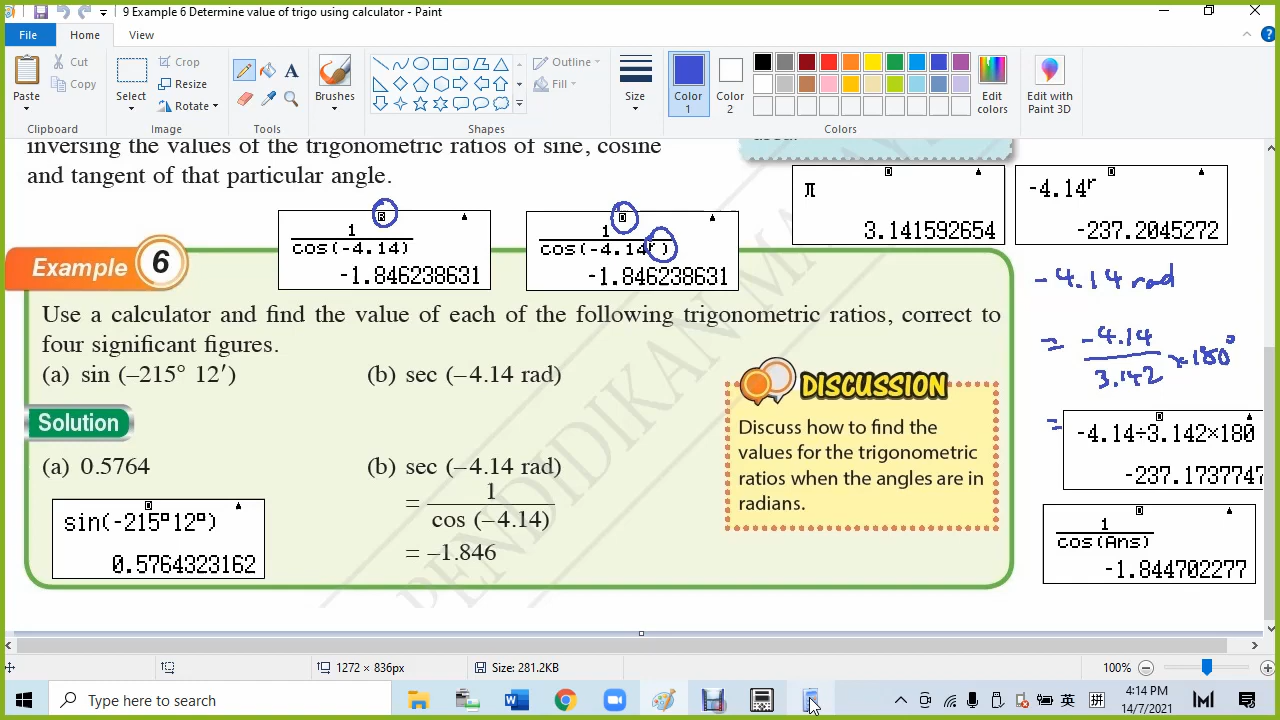 9 Example 6 Determine value of trigo using calculator - Paint
File Home View
Paste
Cut
Copy
Clipboard
Select
Crop
Resize
Rotate
Image
A
Tools
Brushes
Shapes
Outline
Fill
Size
Color 1
Color 2
Edit colors
Colors
Edit with Paint 3D
inversing the values of the trigonometric ratios of sine, cosine
and tangent of that particular angle.
π
3.141592654
-4.14r
-237.2045272
1
cos(-4.14)
-1.846238631
1
cos(-4.14r)
-1.846238631
Example 6
-4.14 rad
= -4.14
3.142 × 180°
=
-4.14÷3.142×180
-237.1737747
1
cos(Ans)
-1.844702277
Use a calculator and find the value of each of the following trigonometric ratios, correct to
four significant figures.
(a) sin (–215° 12′) (b) sec (–4.14 rad)
DISCUSSION
Discuss how to find the
values for the trigonometric
ratios when the angles are in
radians.
Solution
(a) 0.5764 (b) sec (–4.14 rad)
= 1
cos (–4.14)
= –1.846
sin(-215°12°)
0.5764323162
PENDIDIKAN MALAY
1272 × 836px
Size: 281.2KB
100%
Type here to search
英
拼
4:14 PM
14/7/2021